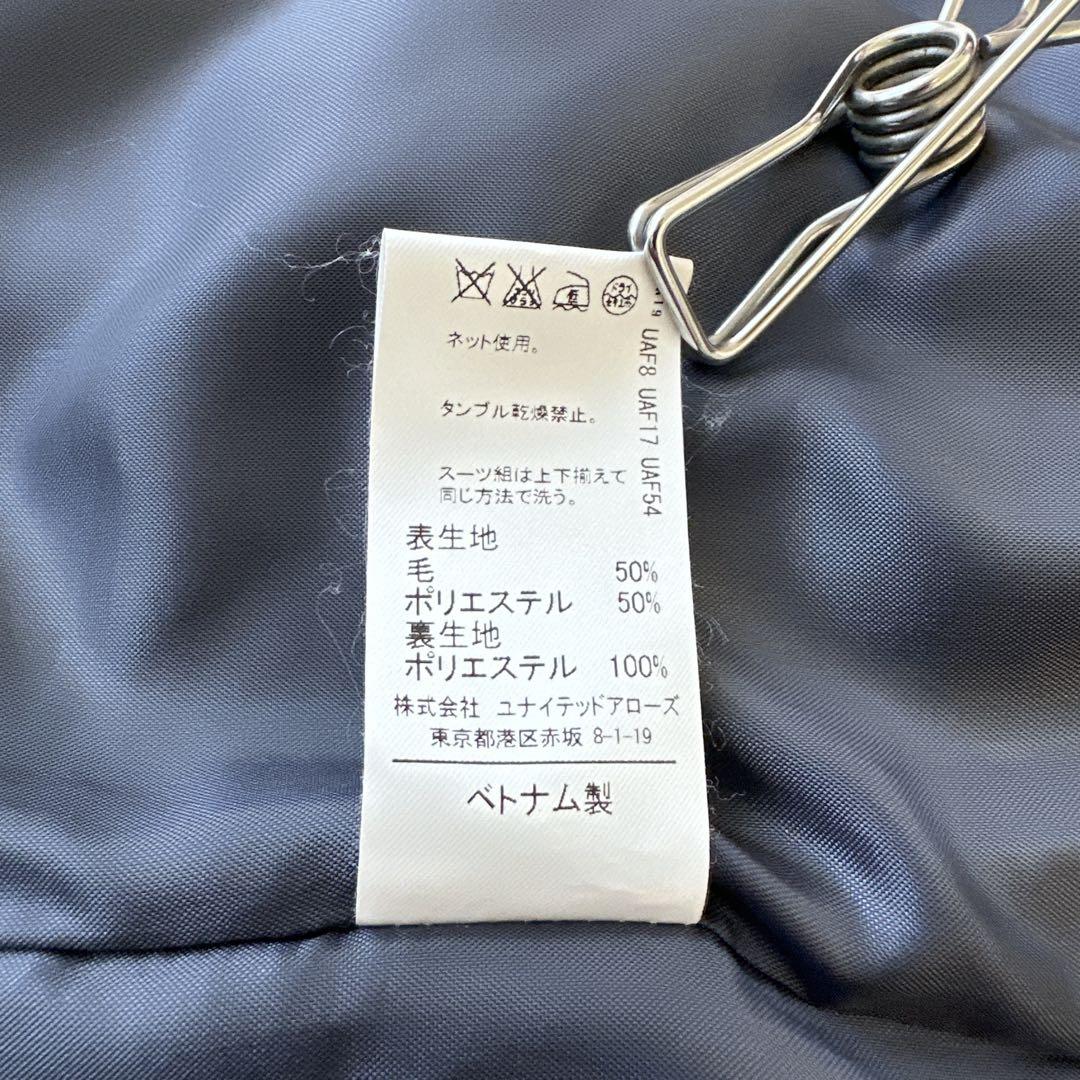 ネット使用。
タンブル乾燥禁止。
スーツ組は上下揃えて
同じ方法で洗う。
表生地
毛 50%
ポリエステル 50%
裏生地
ポリエステル 100%
株式会社 ユナイテッドアローズ
東京都港区赤坂 8-1-19
ベトナム製
UAF8 UAF17 UAF54